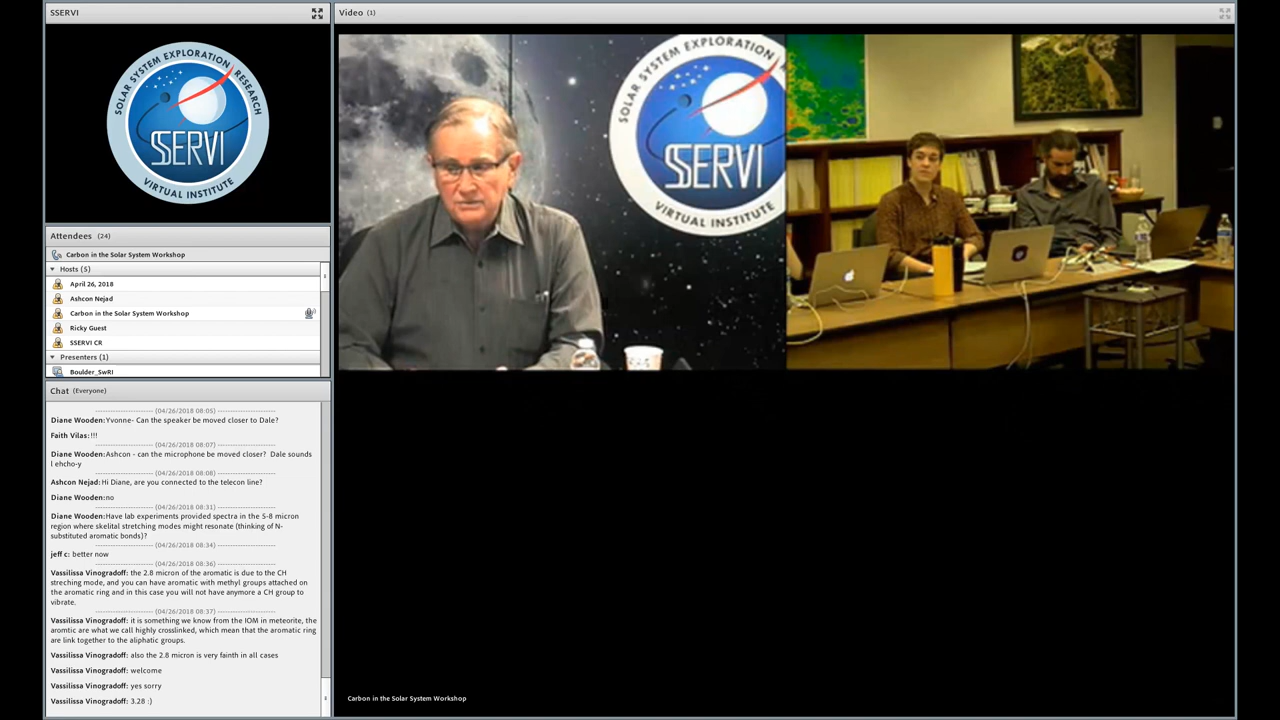 SSERVI
SOLAR SYSTEM EXPLORATION RESEARCH
SSERVI
VIRTUAL INSTITUTE
Attendees (24)
Carbon in the Solar System Workshop
Hosts (5)
April 26, 2018
Ashcon Nejad
Carbon in the Solar System Workshop
Ricky Guest
SSERVI CR
Presenters (1)
Boulder_SwRI
Chat (Everyone)
(04/26/2018 08:05)
Diane Wooden:Yvonne- Can the speaker be moved closer to Dale?
Faith Vilas:!!!
(04/26/2018 08:07)
Diane Wooden:Ashcon - can the microphone be moved closer? Dale sounds
l ehcho-y
(04/26/2018 08:08)
Ashcon Nejad:Hi Diane, are you connected to the telecon line?
Diane Wooden:no
(04/26/2018 08:31)
Diane Wooden:Have lab experiments provided spectra in the 5-8 micron
region where skelital stretching modes might resonate (thinking of N-
substituted aromatic bonds)?
(04/26/2018 08:34)
jeff c: better now
(04/26/2018 08:36)
Vassilissa Vinogradoff: the 2.8 micron of the aromatic is due to the CH
streching mode, and you can have aromatic with methyl groups attached on
the aromatic ring and in this case you will not have anymore a CH group to
vibrate.
(04/26/2018 08:37)
Vassilissa Vinogradoff: it is something we know from the IOM in meteorite, the
aromtic are what we call highly crosslinked, which mean that the aromatic ring
are link together to the aliphatic groups.
Vassilissa Vinogradoff: also the 2.8 micron is very fainth in all cases
Vassilissa Vinogradoff: welcome
Vassilissa Vinogradoff: yes sorry
Vassilissa Vinogradoff: 3.28 :)
Video (1)
SOLAR SYSTEM EXPLORATION
SSERVI
VIRTUAL INSTITUTE
Carbon in the Solar System Workshop